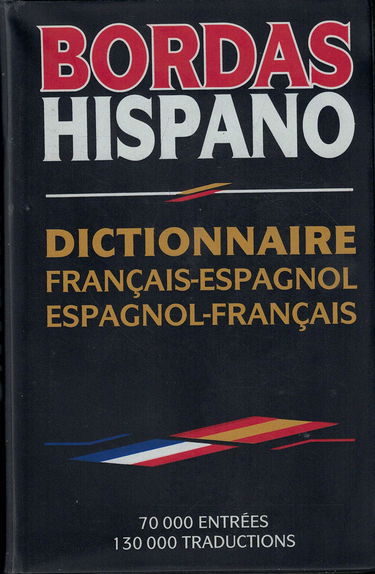 BORDAS
HISPANO
DICTIONNAIRE
FRANÇAIS-ESPAGNOL
ESPAGNOL-FRANÇAIS
70 000 ENTRÉES
130 000 TRADUCTIONS